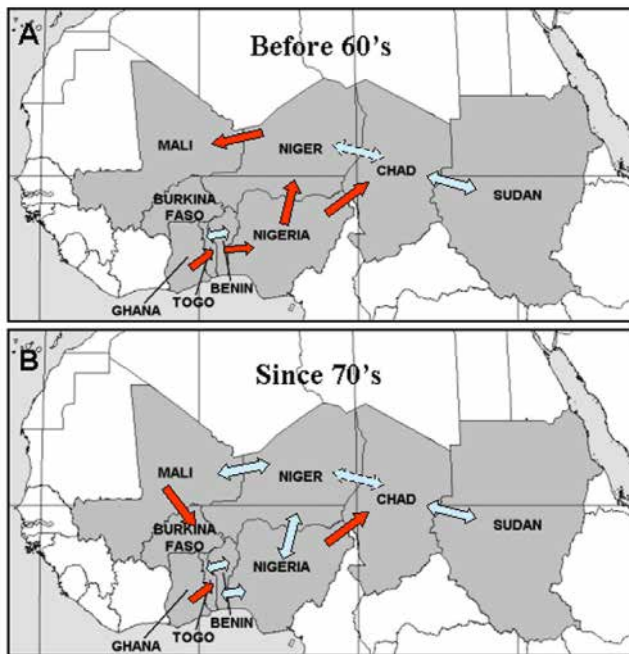 A
Before 60's
MALI
NIGER
CHAD
SUDAN
BURKINA
FASO
NIGERIA
BENIN
TOGO
GHANA
B
Since 70's
MALI
NIGER
CHAD
SUDAN
BURKINA
FASO
NIGERIA
BENIN
TOGO
GHANA